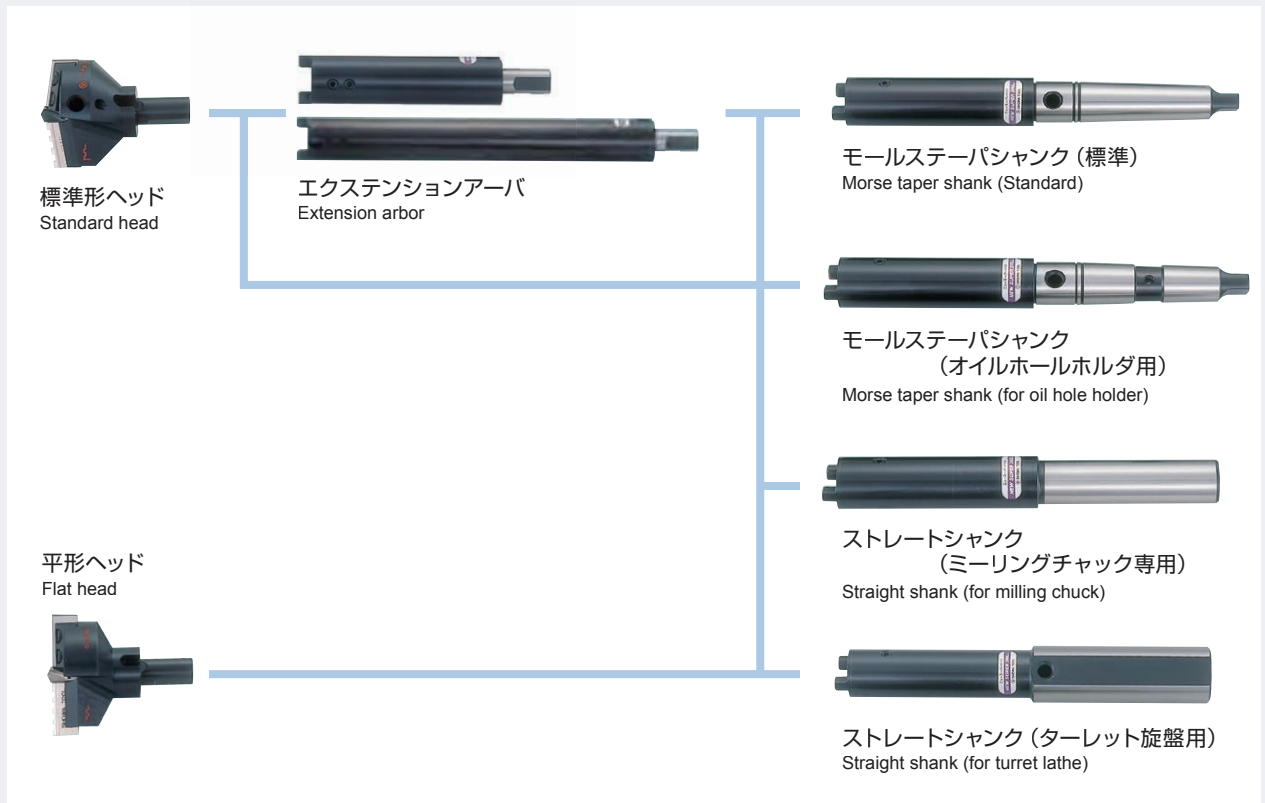 標準形ヘッド
Standard head
エクステンションアーバ
Extension arbor
モールステーパシャンク（標準）
Morse taper shank (Standard)
モールステーパシャンク
（オイルホールホルダ用）
Morse taper shank (for oil hole holder)
ストレートシャンク
（ミーリングチャック専用）
Straight shank (for milling chuck)
平形ヘッド
Flat head
ストレートシャンク（ターレット旋盤用）
Straight shank (for turret lathe)